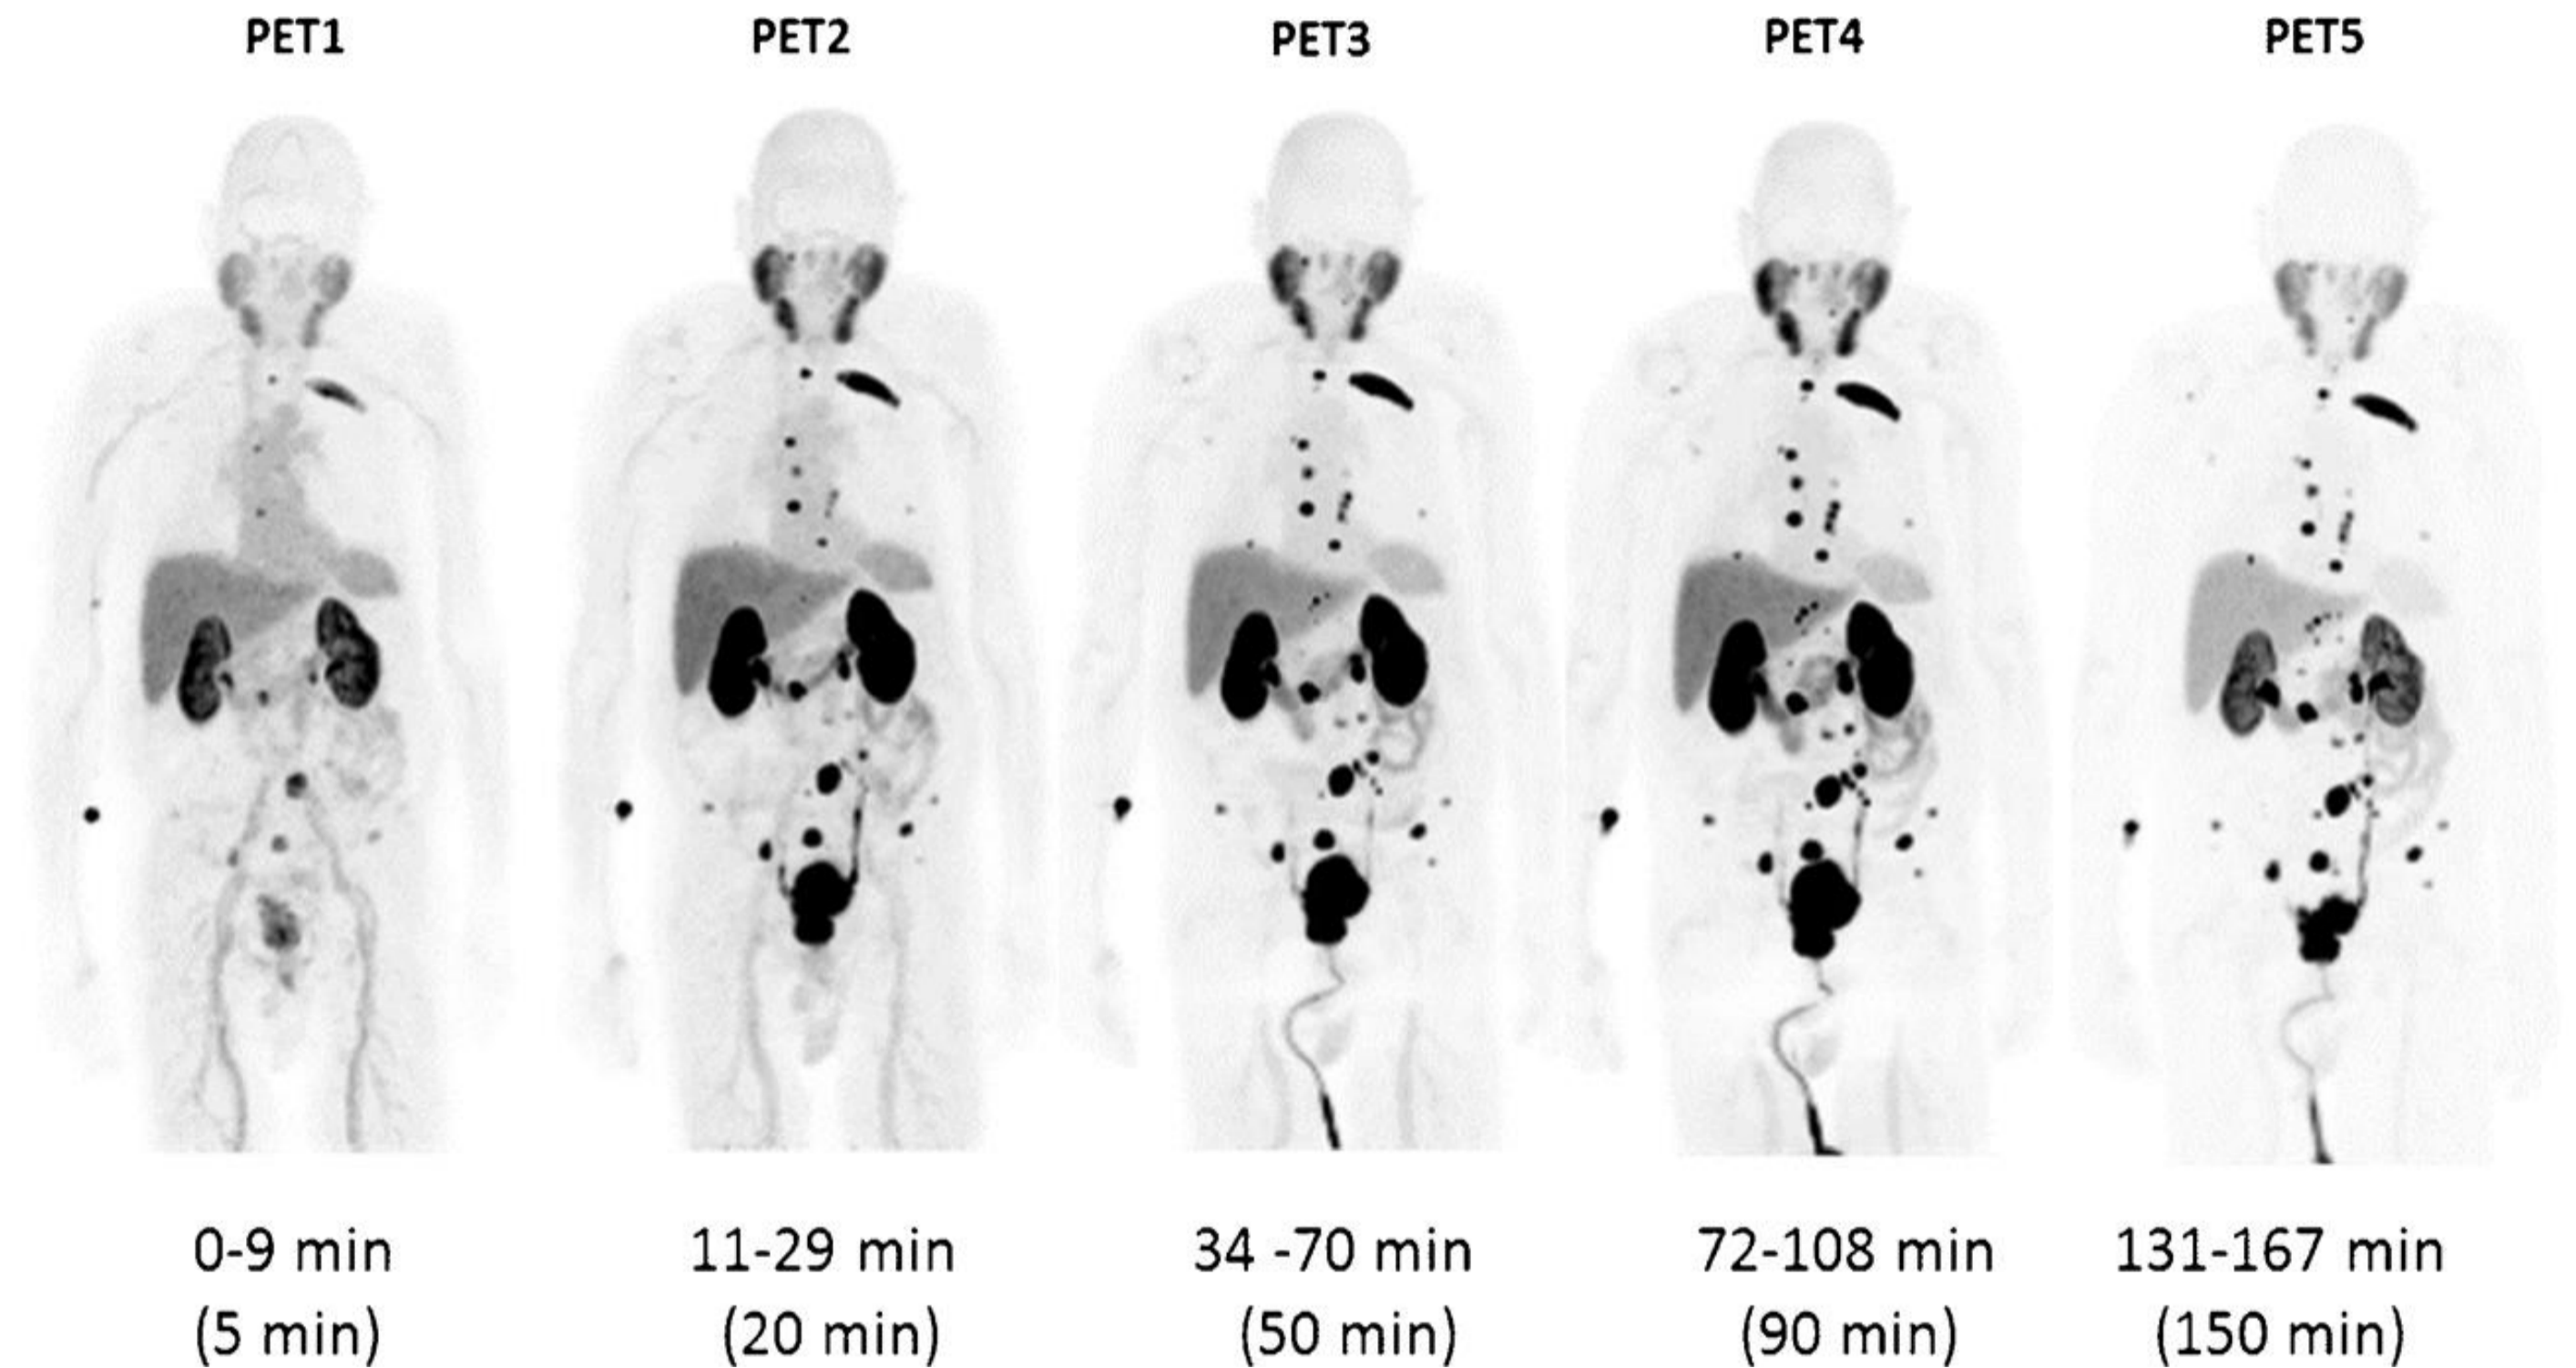 PET1 PET2 PET3 PET4 PET5
0-9 min 11-29 min 34 -70 min 72-108 min 131-167 min
(5 min) (20 min) (50 min) (90 min) (150 min)